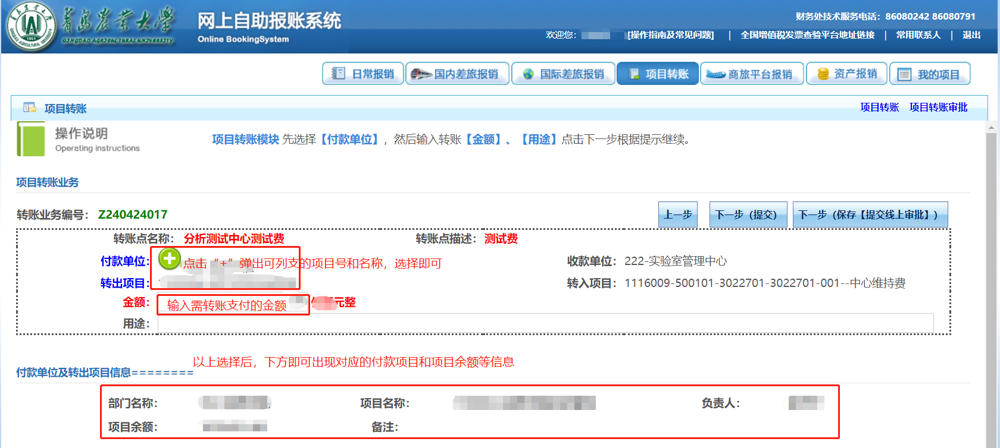 青岛农业大学
QINGDAO AGRICULTURAL UNIVERSITY
1951
网上自助报账系统
Online BookingSystem
财务处技术服务电话：86080242 86080791
欢迎您： [操作指南及常见问题] | 全国增值税发票查验平台地址链接 | 常用联系人 | 退出
日常报销 国内差旅报销 国际差旅报销 项目转账 商旅平台报销 资产报销 我的项目
项目转账 项目转账 项目转账审批
操作说明
Operating instructions
项目转账模块 先选择【付款单位】，然后输入转账【金额】、【用途】点击下一步根据提示继续。
项目转账业务
转账业务编号： Z240424017 上一步 下一步（提交） 下一步（保存【提交线上审批】）
转账点名称： 分析测试中心测试费 转账点描述： 测试费
付款单位： 点击“+”弹出可列支的项目号和名称，选择即可 收款单位： 222-实验室管理中心
转出项目： 转入项目： 1116009-500101-3022701-3022701-001--中心维持费
金额： 输入需转账支付的金额 元整
用途：
以上选择后，下方即可出现对应的付款项目和项目余额等信息
付款单位及转出项目信息========
部门名称： 项目名称： 负责人：
项目余额： 备注：